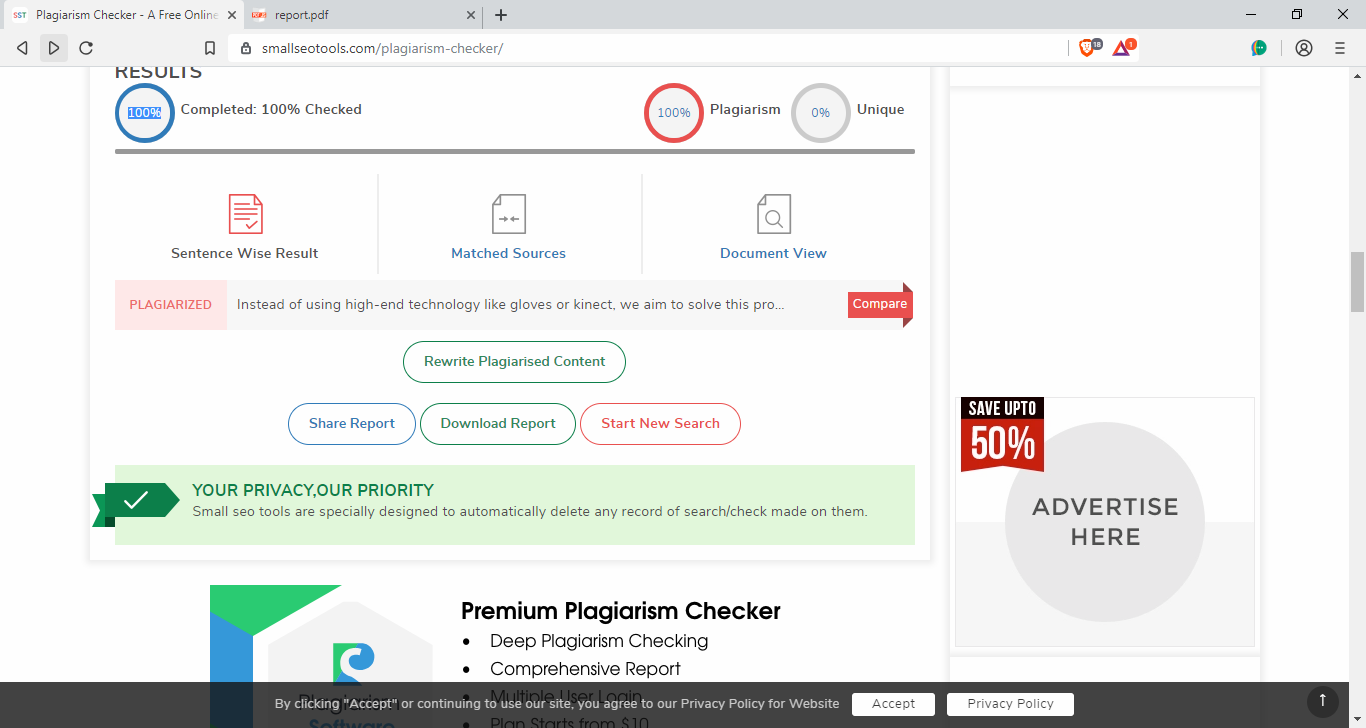 SST Plagiarism Checker - A Free Online
report.pdf
smallseotools.com/plagiarism-checker/
18
1
RESULTS
100% Completed: 100% Checked
100% Plagiarism
0% Unique
Sentence Wise Result
Matched Sources
Document View
PLAGIARIZED Instead of using high-end technology like gloves or kinect, we aim to solve this pro... Compare
Rewrite Plagiarised Content
Share Report
Download Report
Start New Search
YOUR PRIVACY,OUR PRIORITY
Small seo tools are specially designed to automatically delete any record of search/check made on them.
SAVE UPTO
50%
ADVERTISE
HERE
Premium Plagiarism Checker
• Deep Plagiarism Checking
• Comprehensive Report
• Multiple User Login
• Plan Starts from $10
Plagiarism
Software
By clicking "Accept" or continuing to use our site, you agree to our Privacy Policy for Website
Accept
Privacy Policy